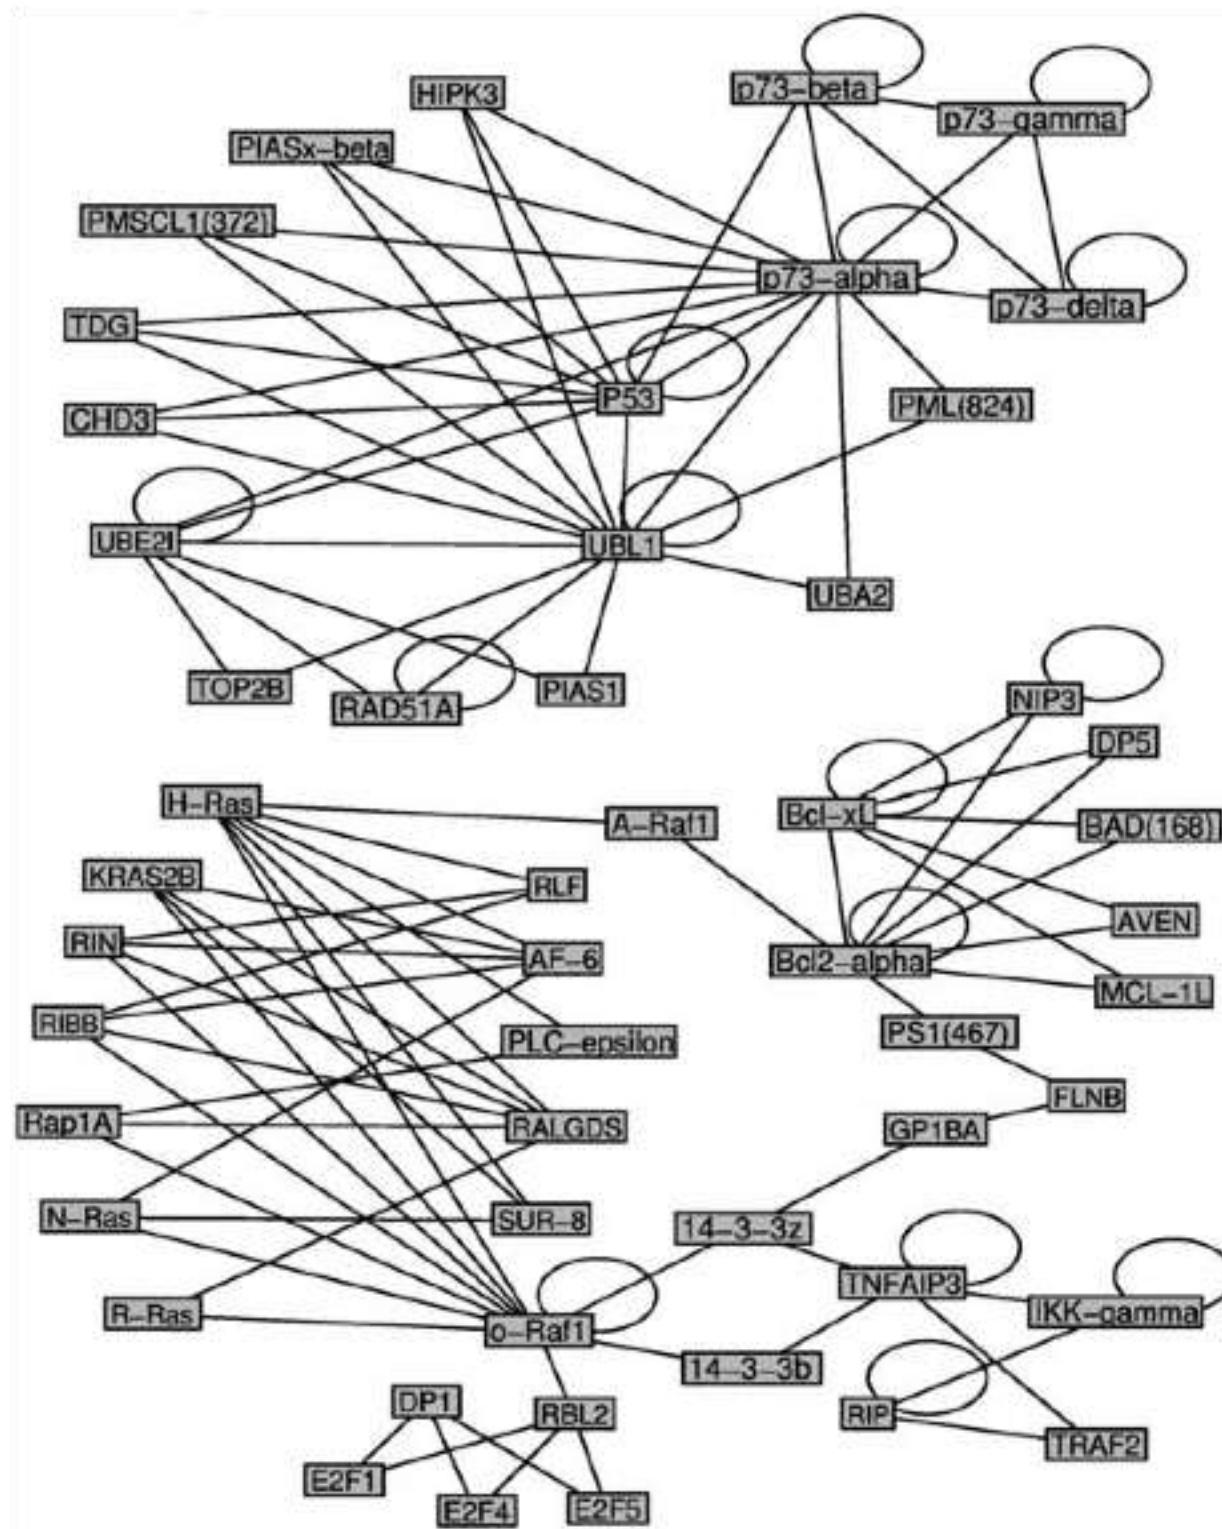 p73-beta
HIPK3
p73-gamma
PIASx-beta
PMSCL1(372)
p73-alpha
p73-delta
TDG
P53
PML(824)
CHD3
UBE2I
UBL1
UBA2
TOP2B
RAD51A
PIAS1
NIP3
DP5
H-Ras
A-Raf1
Bcl-xL
BAD(168)
KRAS2B
RLF
AVEN
RIN
AF-6
Bcl2-alpha
MCL-1L
RIBB
PLC-epsilon
PS1(467)
FLNB
Rap1A
RALGDS
GP1BA
N-Ras
SUR-8
14-3-3z
TNFAIP3
IKK-gamma
R-Ras
o-Raf1
14-3-3b
DP1
RBL2
RIP
TRAF2
E2F1
E2F4
E2F5